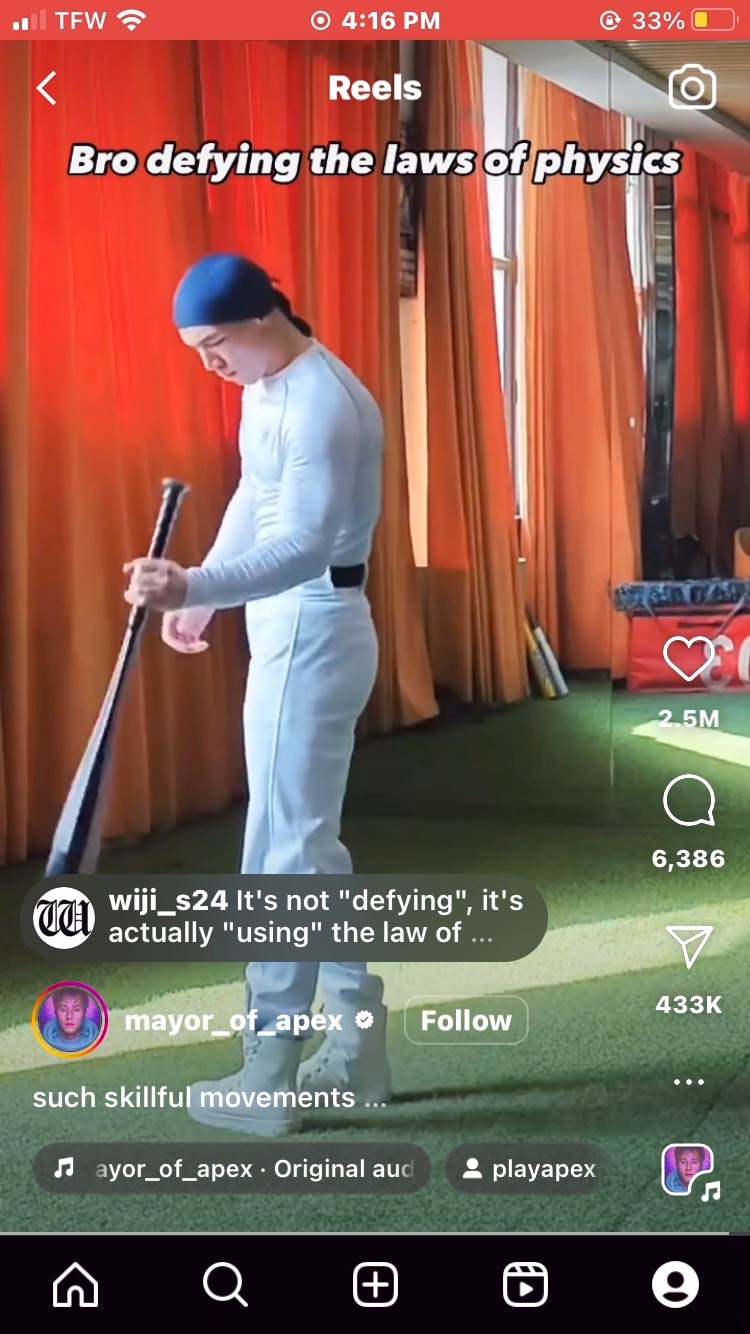 TFW 4:16 PM 33%
Reels
Bro defying the laws of physics
2.5M
6,386
wiji_s24 It's not "defying", it's
actually "using" the law of ...
433K
mayor_of_apex Follow
such skillful movements ...
ayor_of_apex · Original aud playapex